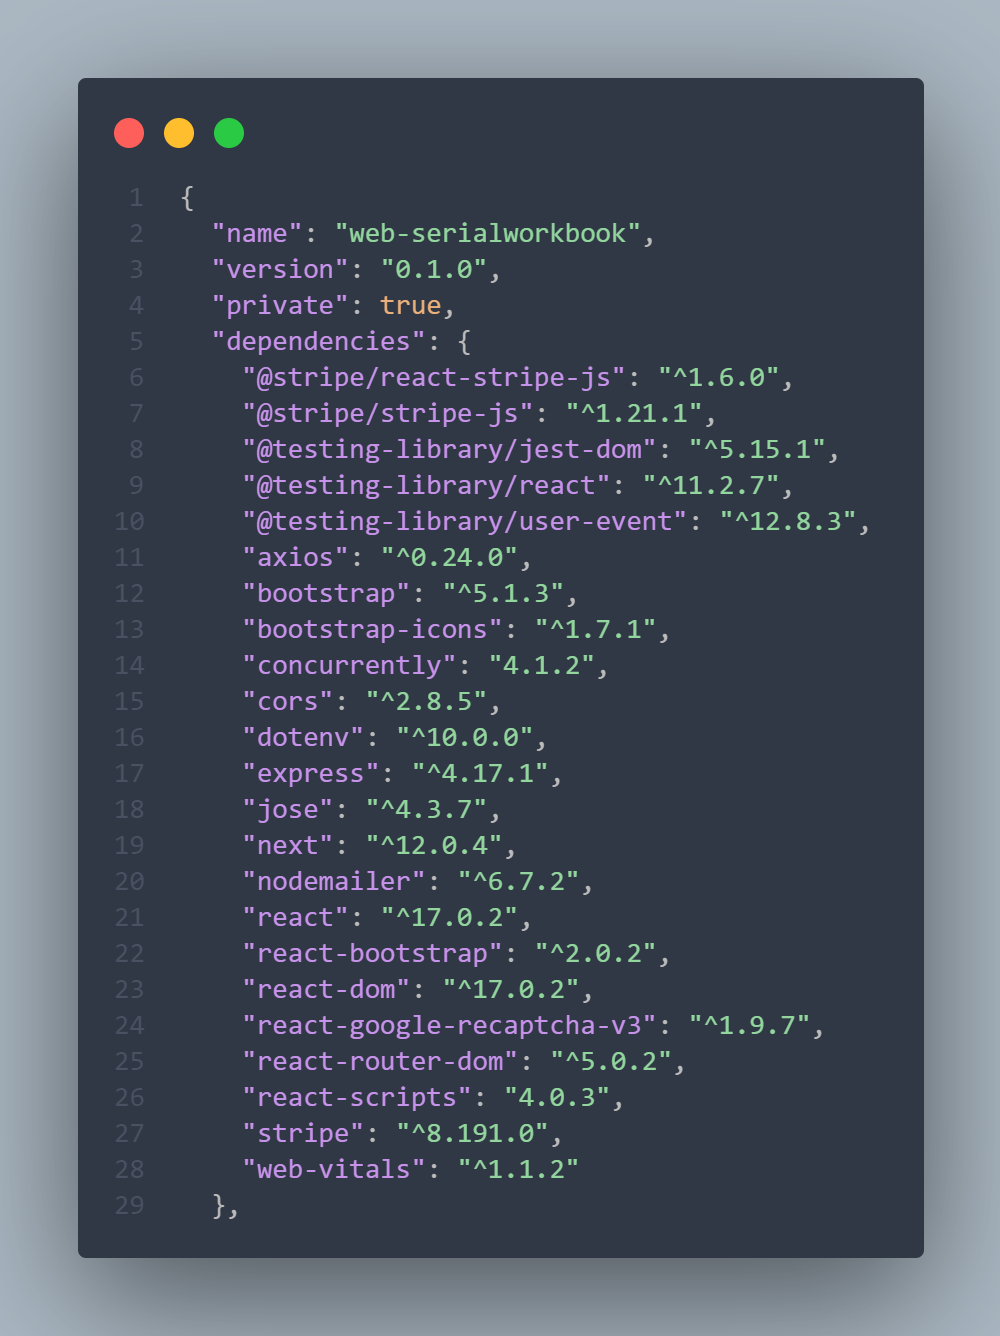 1 {
2   "name": "web-serialworkbook",
3   "version": "0.1.0",
4   "private": true,
5   "dependencies": {
6     "@stripe/react-stripe-js": "^1.6.0",
7     "@stripe/stripe-js": "^1.21.1",
8     "@testing-library/jest-dom": "^5.15.1",
9     "@testing-library/react": "^11.2.7",
10     "@testing-library/user-event": "^12.8.3",
11     "axios": "^0.24.0",
12     "bootstrap": "^5.1.3",
13     "bootstrap-icons": "^1.7.1",
14     "concurrently": "4.1.2",
15     "cors": "^2.8.5",
16     "dotenv": "^10.0.0",
17     "express": "^4.17.1",
18     "jose": "^4.3.7",
19     "next": "^12.0.4",
20     "nodemailer": "^6.7.2",
21     "react": "^17.0.2",
22     "react-bootstrap": "^2.0.2",
23     "react-dom": "^17.0.2",
24     "react-google-recaptcha-v3": "^1.9.7",
25     "react-router-dom": "^5.0.2",
26     "react-scripts": "4.0.3",
27     "stripe": "^8.191.0",
28     "web-vitals": "^1.1.2"
29   },